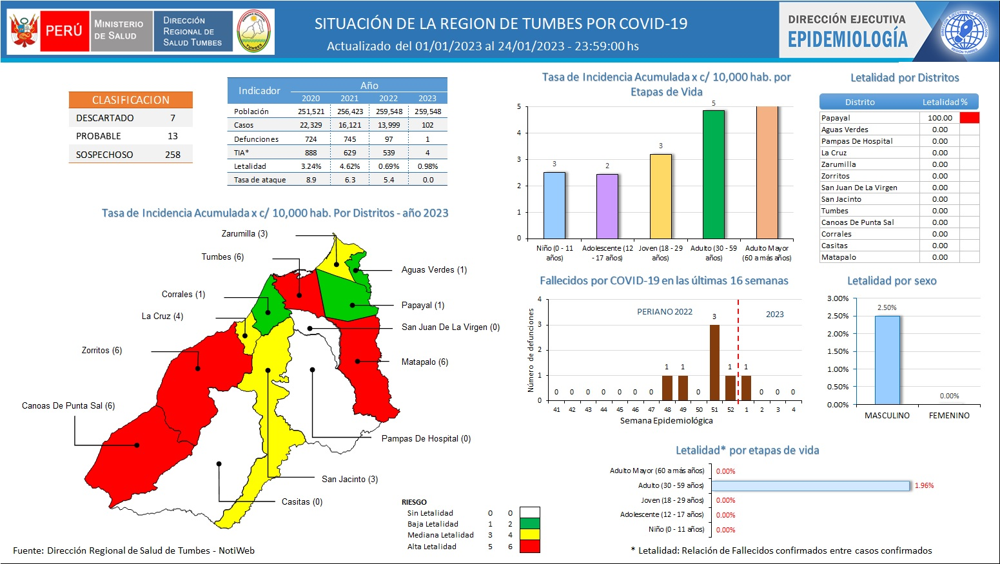 PERÚ
MINISTERIO
DE SALUD
DIRECCIÓN
REGIONAL DE
SALUD TUMBES
SITUACIÓN DE LA REGION DE TUMBES POR COVID-19
Actualizado del 01/01/2023 al 24/01/2023 - 23:59:00 hs
DIRECCIÓN EJECUTIVA
EPIDEMIOLOGÍA
CLASIFICACION
DESCARTADO 7
PROBABLE 13
SOSPECHOSO 258
Indicador Año
2020 2021 2022 2023
Población 251,521 256,423 259,548 259,548
Casos 22,329 16,121 13,999 102
Defunciones 724 745 97 1
TIA* 888 629 539 4
Letalidad 3.24% 4.62% 0.69% 0.98%
Tasa de ataque 8.9 6.3 5.4 0.0
Tasa de Incidencia Acumulada x c/ 10,000 hab. Por Distritos - año 2023
Zarumilla (3)
Tumbes (6)
Aguas Verdes (1)
Corrales (1)
Papayal (1)
La Cruz (4)
San Juan De La Virgen (0)
Zorritos (6)
Matapalo (6)
Canoas De Punta Sal (6)
Pampas De Hospital (0)
San Jacinto (3)
Casitas (0)
RIESGO
Sin Letalidad 0 0
Baja Letalidad 1 2
Mediana Letalidad 3 4
Alta Letalidad 5 6
Fuente: Dirección Regional de Salud de Tumbes - NotiWeb
Tasa de Incidencia Acumulada x c/ 10,000 hab. por
Etapas de Vida
5
4
3
2
1
0
3
2
3
5
Niño (0 - 11 años)
Adolescente (12 - 17 años)
Joven (18 - 29 años)
Adulto (30 - 59 años)
Adulto Mayor (60 a más años)
Fallecidos por COVID-19 en las últimas 16 semanas
Número de defunciones
4
3
2
1
0
PERIANO 2022
2023
0 0 0 0 0 0 0 1 1 0 3 1 1 0 0 0
41 42 43 44 45 46 47 48 49 50 51 52 1 2 3 4
Semana Epidemiológica
Letalidad por Distritos
Distrito Letalidad %
Papayal 100.00
Aguas Verdes 0.00
Pampas De Hospital 0.00
La Cruz 0.00
Zarumilla 0.00
Zorritos 0.00
San Juan De La Virgen 0.00
San Jacinto 0.00
Tumbes 0.00
Canoas De Punta Sal 0.00
Corrales 0.00
Casitas 0.00
Matapalo 0.00
Letalidad por sexo
3.00%
2.50%
2.00%
1.50%
1.00%
0.50%
0.00%
2.50%
0.00%
MASCULINO FEMENINO
Letalidad* por etapas de vida
Adulto Mayor (60 a más años) 0.00%
Adulto (30 - 59 años) 1.96%
Joven (18 - 29 años) 0.00%
Adolescente (12 - 17 años) 0.00%
Niño (0 - 11 años) 0.00%
* Letalidad: Relación de Fallecidos confirmados entre casos confirmados